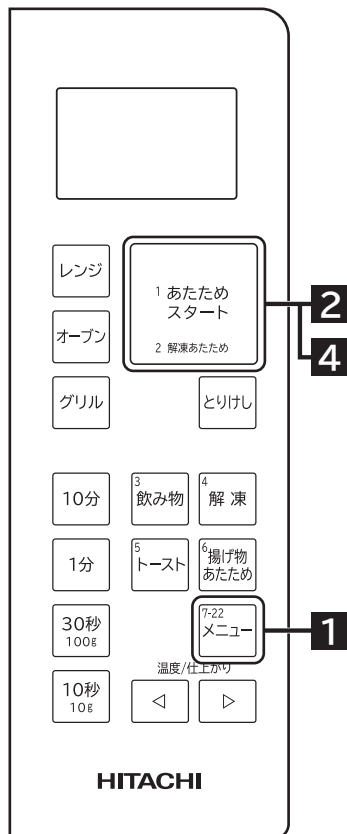 レンジ
1 あたため
スタート
2
オーブン
2 解凍あたため
4
グリル
とりけし
10分
3
飲み物
4
解凍
1分
5
トースト
6
揚げ物
あたため
30秒
100g
7-22
メニュー
1
温度/仕上がり
10秒
10g
◁
▷
HITACHI